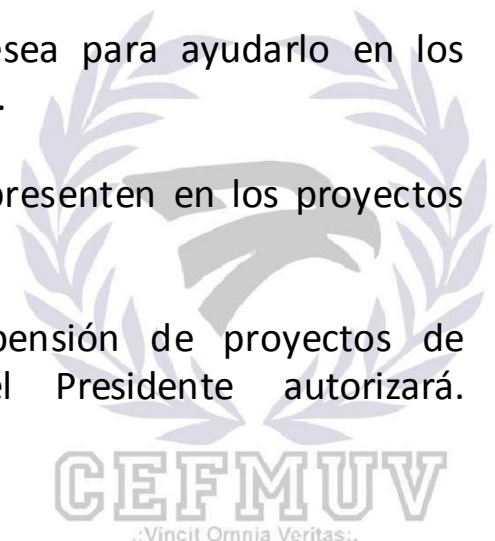 esea para ayudarlo en los
.
presenten en los proyectos
pensión de proyectos de
el Presidente autorizará.
CEFMUV
.:Vincit Omnia Veritas:.